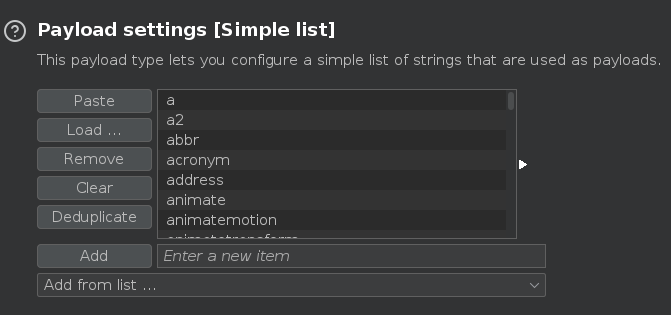 Payload settings [Simple list]
This payload type lets you configure a simple list of strings that are used as payloads.
Paste
Load ...
Remove
Clear
Deduplicate
a
a2
abbr
acronym
address
animate
animatemotion
animatetransform
Add
Enter a new item
Add from list ...